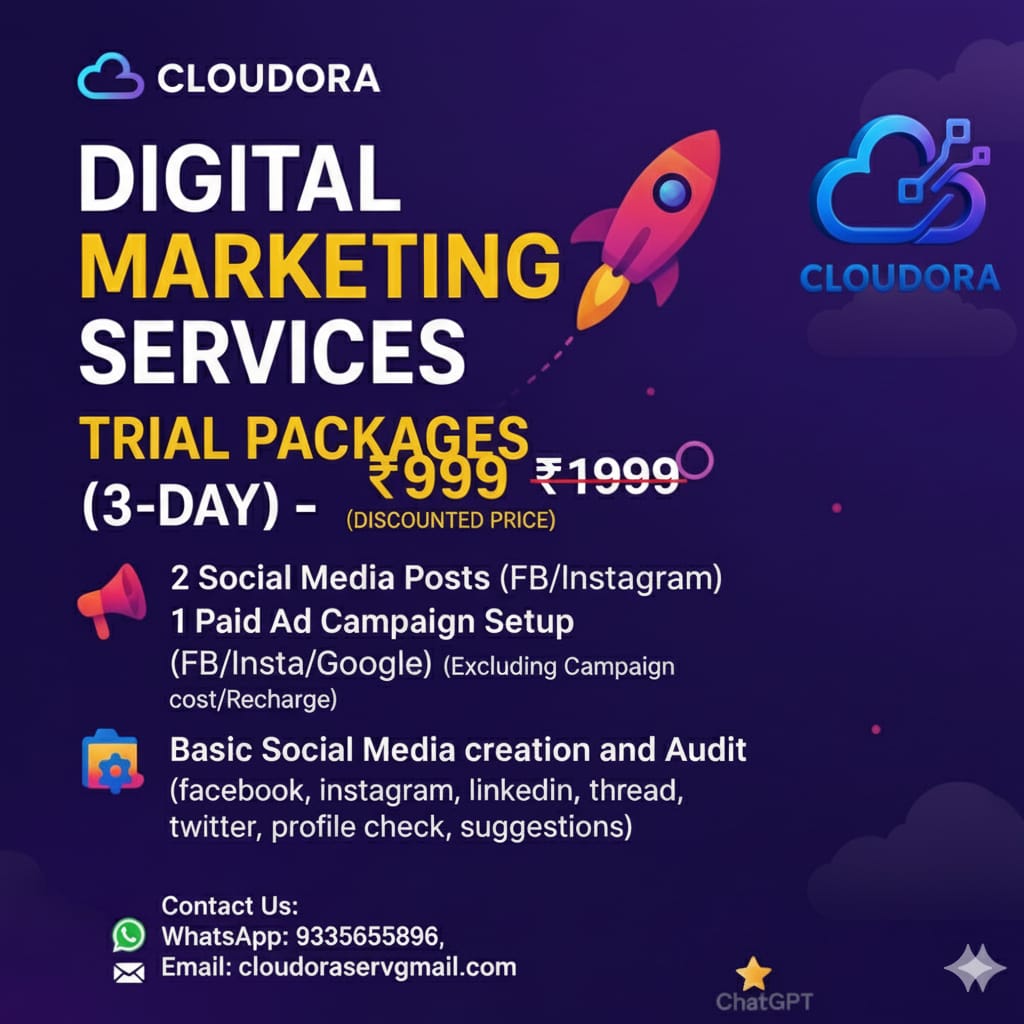 CLOUDORA
CLOUDORA
DIGITAL
MARKETING
SERVICES
TRIAL PACKAGES
(3-DAY) – ₹999 ₹1999
(DISCOUNTED PRICE)
2 Social Media Posts (FB/Instagram)
1 Paid Ad Campaign Setup
(FB/Insta/Google) (Excluding Campaign
cost/Recharge)
Basic Social Media creation and Audit
(facebook, instagram, linkedin, thread,
twitter, profile check, suggestions)
Contact Us:
WhatsApp: 9335655896,
Email: cloudoraservgmail.com
ChatGPT